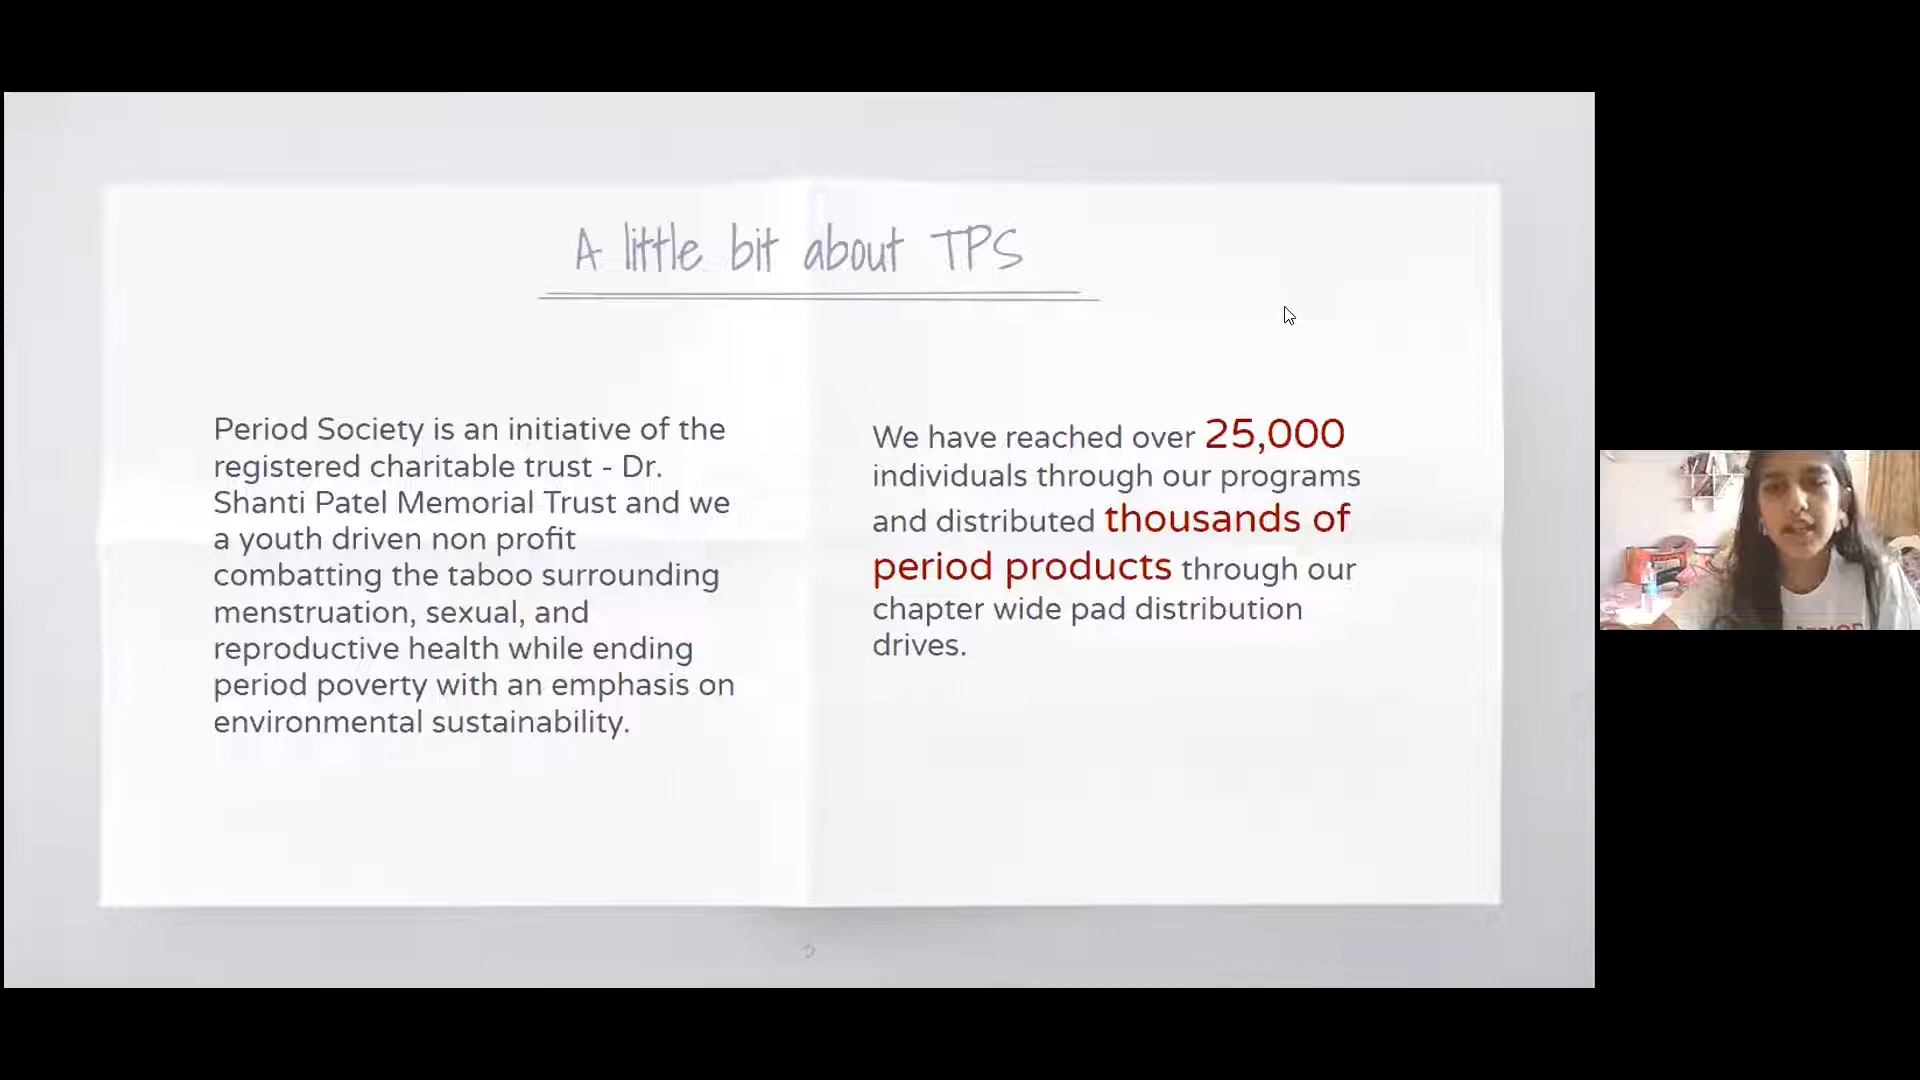 A little bit about TPS
Period Society is an initiative of the
registered charitable trust - Dr.
Shanti Patel Memorial Trust and we
a youth driven non profit
combatting the taboo surrounding
menstruation, sexual, and
reproductive health while ending
period poverty with an emphasis on
environmental sustainability.
We have reached over 25,000
individuals through our programs
and distributed thousands of
period products through our
chapter wide pad distribution
drives.